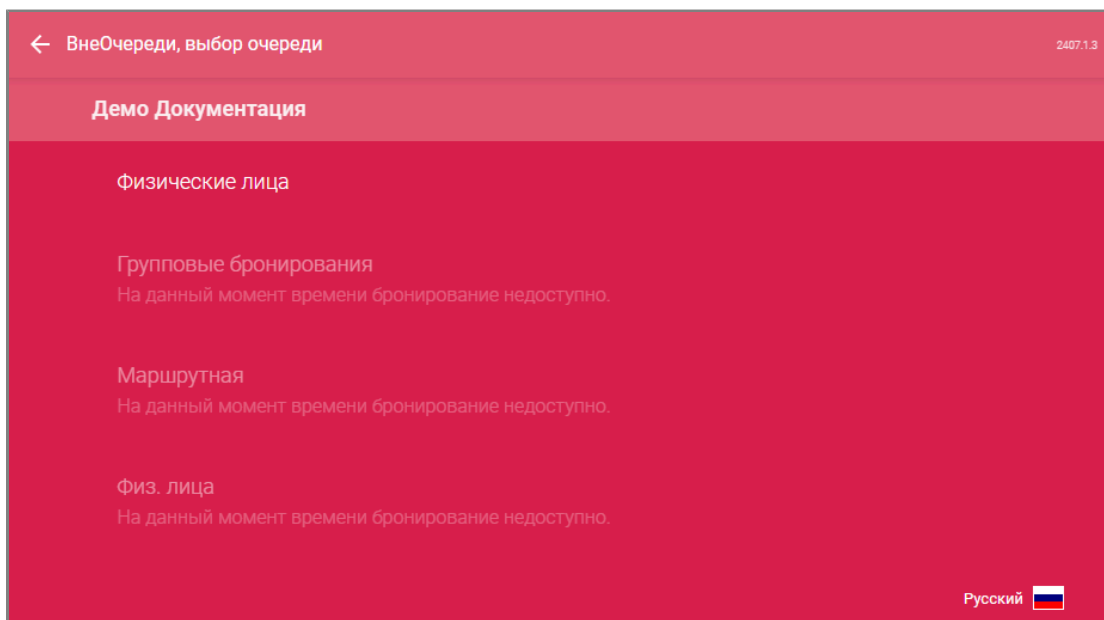 ВнеОчереди, выбор очереди
2407.1.3
Демо Документация
Физические лица
Групповые бронирования
На данный момент времени бронирование недоступно.
Маршрутная
На данный момент времени бронирование недоступно.
Физ. лица
На данный момент времени бронирование недоступно.
Русский